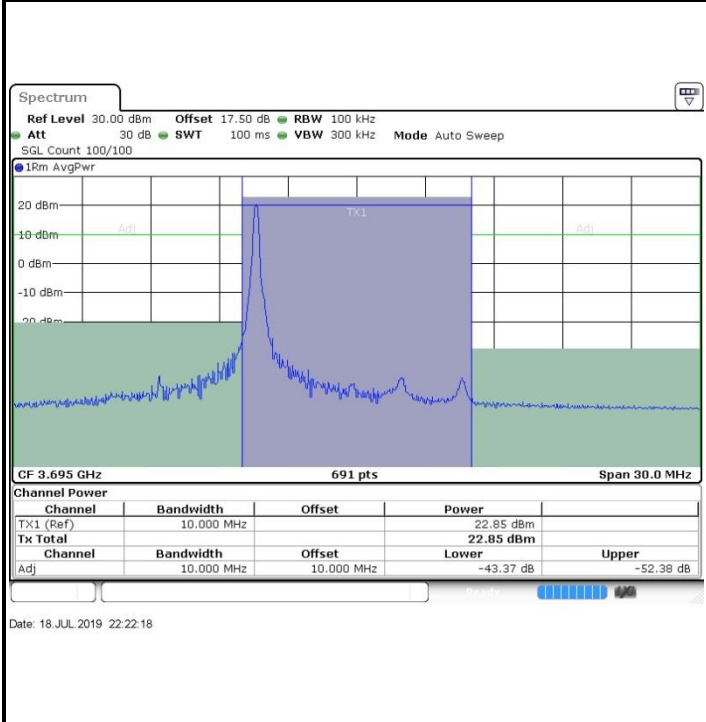 Spectrum
Ref Level 30.00 dBm Offset 17.50 dB RBW 100 kHz
Att 30 dB SWT 100 ms VBW 300 kHz Mode Auto Sweep
SGL Count 100/100
1Rm AvgPwr
20 dBm
TX1
10 dBm
Adj
Adj
0 dBm
-10 dBm
-20 dBm
CF 3.695 GHz 691 pts Span 30.0 MHz
Channel Power
Channel Bandwidth Offset Power
TX1 (Ref) 10.000 MHz 22.85 dBm
Tx Total 22.85 dBm
Channel Bandwidth Offset Lower Upper
Adj 10.000 MHz 10.000 MHz -43.37 dB -52.38 dB
Ready
Date: 18.JUL.2019 22:22:18